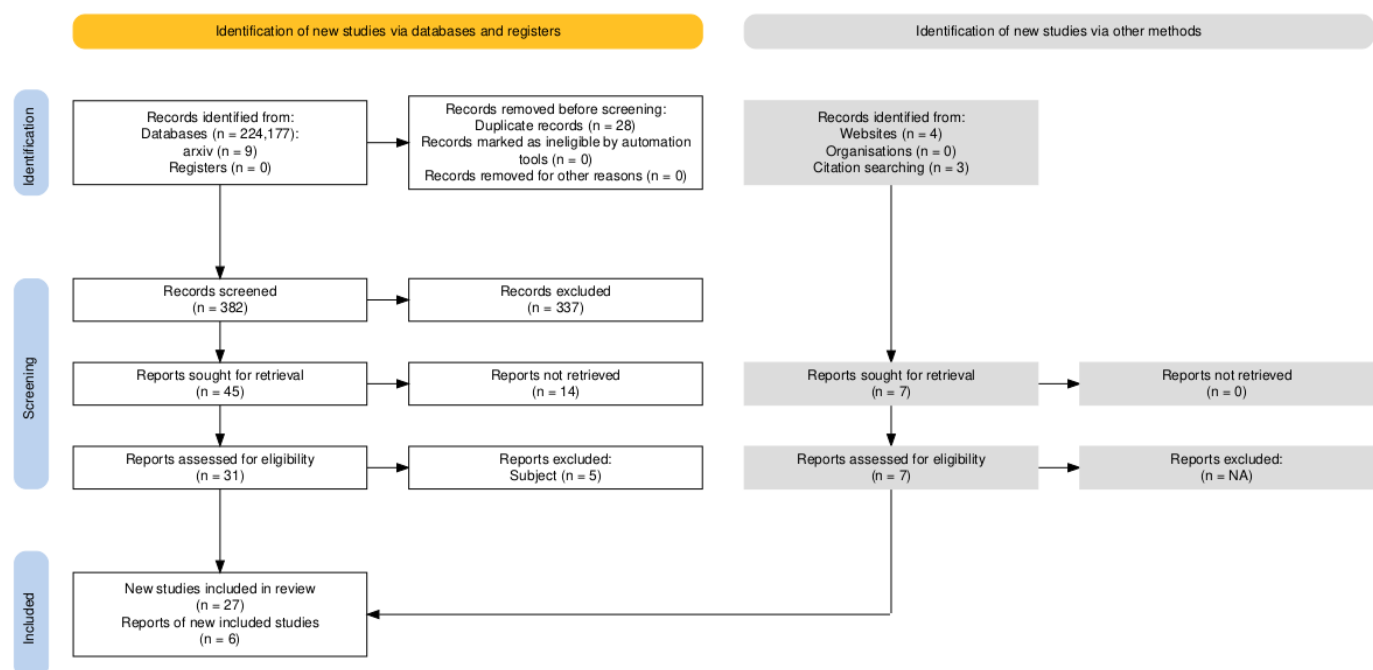 Identification of new studies via databases and registers
Identification of new studies via other methods
Identification
Records identified from:
Databases (n = 224,177):
arxiv (n = 9)
Registers (n = 0)
Records removed before screening:
Duplicate records (n = 28)
Records marked as ineligible by automation
tools (n = 0)
Records removed for other reasons (n = 0)
Records identified from:
Websites (n = 4)
Organisations (n = 0)
Citation searching (n = 3)
Screening
Records screened
(n = 382)
Records excluded
(n = 337)
Reports sought for retrieval
(n = 45)
Reports not retrieved
(n = 14)
Reports sought for retrieval
(n = 7)
Reports not retrieved
(n = 0)
Reports assessed for eligibility
(n = 31)
Reports excluded:
Subject (n = 5)
Reports assessed for eligibility
(n = 7)
Reports excluded:
(n = NA)
Included
New studies included in review
(n = 27)
Reports of new included studies
(n = 6)